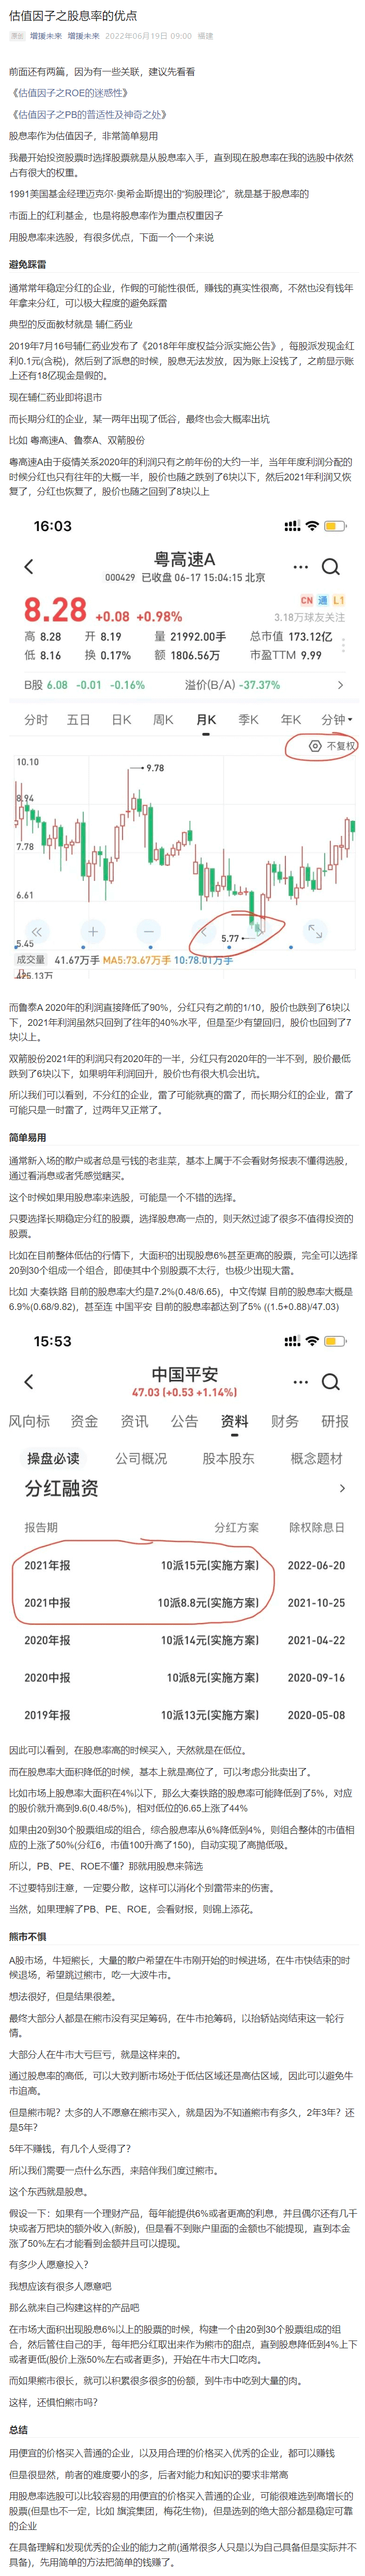 估值因子之股息率的优点
原创 增援未来 增援未来 2022年06月19日 09:00 福建
前面还有两篇，因为有一些关联，建议先看看
《估值因子之ROE的迷惑性》
《估值因子之PB的普适性及神奇之处》
股息率作为估值因子，非常简单易用
我最开始投资股票时选择股票就是从股息率入手，直到现在股息率在我的选股中依然
占有很大的权重。
1991美国基金经理迈克尔·奥希金斯提出的“狗股理论”，就是基于股息率的
市面上的红利基金，也是将股息率作为重点权重因子
用股息率来选股，有很多优点，下面一个一个来说
避免踩雷
通常常年稳定分红的企业，作假的可能性很低，赚钱的真实性很高，不然也没有钱年
年拿来分红，可以极大程度的避免踩雷
典型的反面教材就是 辅仁药业
2019年7月16号辅仁药业发布了《2018年年度权益分派实施公告》，每股派发现金红
利0.1元(含税)，然后到了派息的时候，股息无法发放，因为账上没钱了，之前显示账
上还有18亿现金是假的。
现在辅仁药业即将退市
而长期分红的企业，某一两年出现了低谷，最终也会大概率出坑
比如 粤高速A、鲁泰A、双箭股份
粤高速A由于疫情关系2020年的利润只有之前年份的大约一半，当年年度利润分配的
时候分红也只有往年的大概一半，股价也随之跌到了6块以下，然后2021年利润又恢
复了，分红也恢复了，股价也随之回到了8块以上
16:03
粤高速A
000429 已收盘 06-17 15:04:15 北京
8.28 +0.08 +0.98%
CN 通 L1
3.18万球友关注
高 8.28 开 8.19 量 21992.00手 总市值 173.12亿
低 8.16 换 0.17% 额 1806.56万 市盈TTM 9.99
B股 6.08 -0.01 -0.16% 溢价(B/A) -37.37%
分时 五日 日K 周K 月K 季K 年K 分钟
不复权
10.10
9.78
8.94
7.78
6.61
5.77
5.45
成交量 41.67万手 MA5:73.67万手 10:78.01万手
425.13万
而鲁泰A 2020年的利润直接降低了90%，分红只有之前的1/10，股价也跌到了6块以
下，2021年利润虽然只回到了往年的40%水平，但是至少有望回归，股价也回到了7
块以上。
双箭股份2021年的利润只有2020年的一半，分红只有2020年的一半不到，股价最低
跌到了6块以下，如果明年利润回升，股价也有很大机会出坑。
所以我们可以看到，不分红的企业，雷了可能就真的雷了，而长期分红的企业，雷了
可能只是一时雷了，过两年又正常了。
简单易用
通常新入场的散户或者总是亏钱的老韭菜，基本上属于不会看财务报表不懂得选股，
通过看消息或者凭感觉瞎买。
这个时候如果用股息率来选股，可能是一个不错的选择。
只要选择长期稳定分红的股票，选择股息高一点的，则天然过滤了很多不值得投资的
股票。
比如在目前整体低估的行情下，大面积的出现股息6%甚至更高的股票，完全可以选择
20到30个组成一个组合，即使其中个别股票不太行，也极少出现大雷。
比如 大秦铁路 目前的股息率大约是7.2%(0.48/6.65)，中文传媒 目前的股息率大概是
6.9%(0.68/9.82)，甚至连 中国平安 目前的股息率都达到了5% ((1.5+0.88)/47.03)
15:53
中国平安
47.03 (+0.53 +1.14%)
风向标 资金 资讯 公告 资料 财务 研报
操盘必读 公司概况 股本股东 概念题材
分红融资
报告期 分红方案 除权除息日
2021年报 10派15元(实施方案) 2022-06-20
2021中报 10派8.8元(实施方案) 2021-10-25
2020年报 10派14元(实施方案) 2021-04-22
2020中报 10派8元(实施方案) 2020-09-16
2019年报 10派13元(实施方案) 2020-05-08
因此可以看到，在股息率高的时候买入，天然就是在低位。
而在股息率大面积降低的时候，基本上就是高位了，可以考虑分批卖出了。
比如市场上股息率大面积在4%以下，那么大秦铁路的股息率可能降低到了5%，对应
的股价就升高到9.6(0.48/5%)，相对低位的6.65上涨了44%
如果由20到30个股票组成的组合，综合股息率从6%降低到4%，则组合整体的市值相
应的上涨了50%(分红6，市值100升高了150)，自动实现了高抛低吸。
所以，PB、PE、ROE不懂？那就用股息来筛选
不过要特别注意，一定要分散，这样可以消化个别雷带来的伤害。
当然，如果理解了PB、PE、ROE，会看财报，则锦上添花。
熊市不惧
A股市场，牛短熊长，大量的散户希望在牛市刚开始的时候进场，在牛市快结束的时
候退场，希望跳过熊市，吃一大波牛市。
想法很好，但是结果很差。
最终大部分人都是在熊市没有买足筹码，在牛市抢筹码，以抬轿站岗结束这一轮行
情。
大部分人在牛市大亏巨亏，就是这样来的。
通过股息率的高低，可以大致判断市场处于低估区域还是高估区域，因此可以避免牛
市追高。
但是熊市呢？太多的人不愿意在熊市买入，就是因为不知道熊市有多久，2年3年？还
是5年？
5年不赚钱，有几个人受得了？
所以我们需要一点什么东西，来陪伴我们度过熊市。
这个东西就是股息。
假设一下：如果有一个理财产品，每年能提供6%或者更高的利息，并且偶尔还有几千
块或者万把块的额外收入(新股)，但是看不到账户里面的金额也不能提现，直到本金
涨了50%左右才能看到金额并且可以提现。
有多少人愿意投入？
我想应该有很多人愿意吧
那么就来自己构建这样的产品吧
在市场大面积出现股息6%以上的股票的时候，构建一个由20到30个股票组成的组
合，然后管住自己的手，每年把分红取出来作为熊市的甜点，直到股息降低到4%上下
或者更低(股价上涨50%左右或者更多)，开始在牛市大口吃肉。
而如果熊市很长，就可以积累很多很多的份额，到牛市中吃到大量的肉。
这样，还惧怕熊市吗？
总结
用便宜的价格买入普通的企业，以及用合理的价格买入优秀的企业，都可以赚钱
但是很显然，前者的难度要小的多，后者对能力和知识的要求非常高
用股息率选股可以比较容易的用便宜的价格买入普通的企业，可能很难选到高增长的
股票(但是也不一定，比如 旗滨集团，梅花生物)，但是选到的绝大部分都是稳定可靠
的企业
在具备理解和发现优秀的企业的能力之前(通常很多人只是以为自己具备但是实际并不
具备)，先用简单的方法把简单的钱赚了。